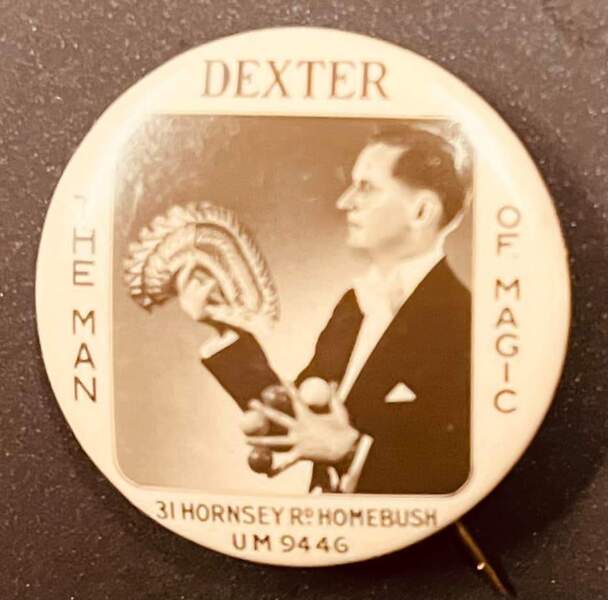 DEXTER
THE MAN
OF MAGIC
31 HORNSEY RD HOMEBUSH
UM 9446